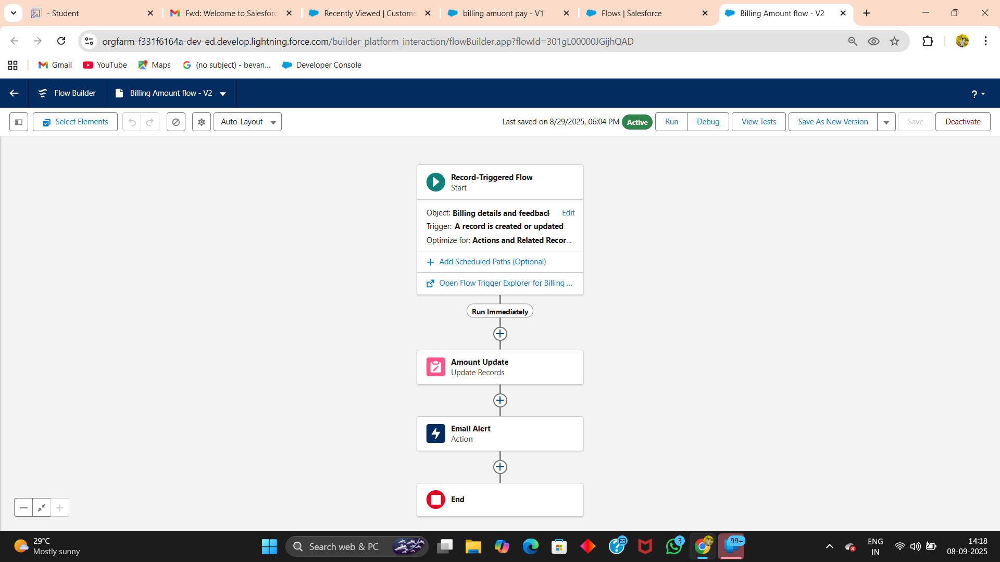 - Student
Fwd: Welcome to Salesforc
Recently Viewed | Custome
billing amuont pay - V1
Flows | Salesforce
Billing Amount flow - V2
orgfarm-f331f6164a-dev-ed.develop.lightning.force.com/builder_platform_interaction/flowBuilder.app?flowId=301gL00000JGijhQAD
Gmail
YouTube
Maps
(no subject) - bevan...
Developer Console
Flow Builder
Billing Amount flow - V2
?
Select Elements
Auto-Layout
Last saved on 8/29/2025, 06:04 PM
Active
Run
Debug
View Tests
Save As New Version
Save
Deactivate
Record-Triggered Flow
Start
Object: Billing details and feedback
Edit
Trigger: A record is created or updated
Optimize for: Actions and Related Recor...
Add Scheduled Paths (Optional)
Open Flow Trigger Explorer for Billing ...
Run Immediately
Amount Update
Update Records
Email Alert
Action
End
29°C
Mostly sunny
Search web & PC
3
99+
ENG
IN
14:18
08-09-2025